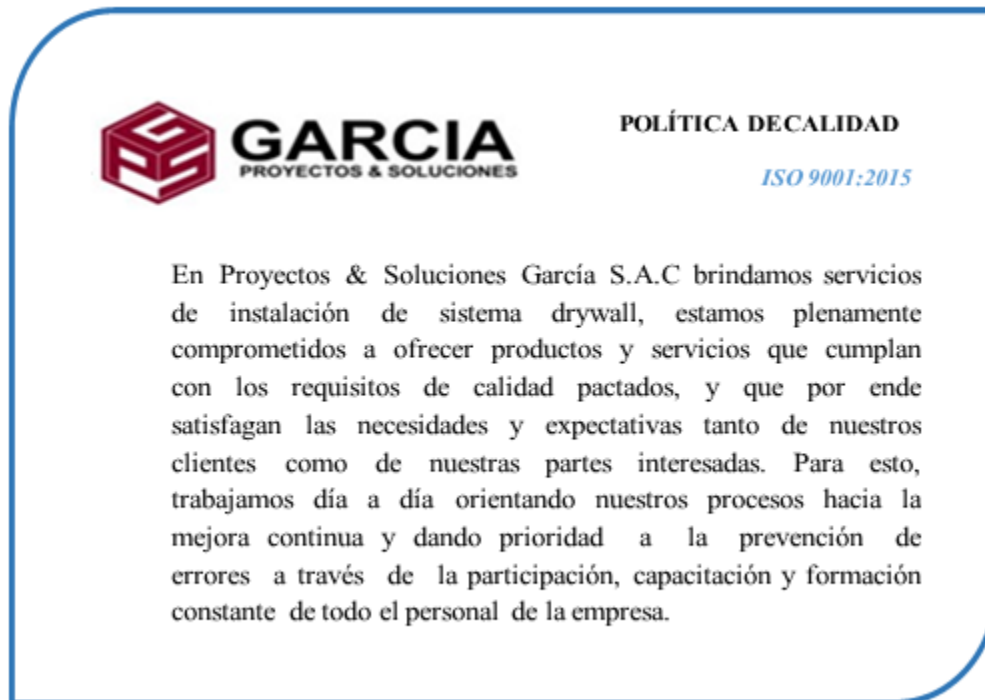 GPS
GARCIA
PROYECTOS & SOLUCIONES
POLÍTICA DECALIDAD
ISO 9001:2015
En Proyectos & Soluciones García S.A.C brindamos servicios
de instalación de sistema drywall, estamos plenamente
comprometidos a ofrecer productos y servicios que cumplan
con los requisitos de calidad pactados, y que por ende
satisfagan las necesidades y expectativas tanto de nuestros
clientes como de nuestras partes interesadas. Para esto,
trabajamos día a día orientando nuestros procesos hacia la
mejora continua y dando prioridad a la prevención de
errores a través de la participación, capacitación y formación
constante de todo el personal de la empresa.